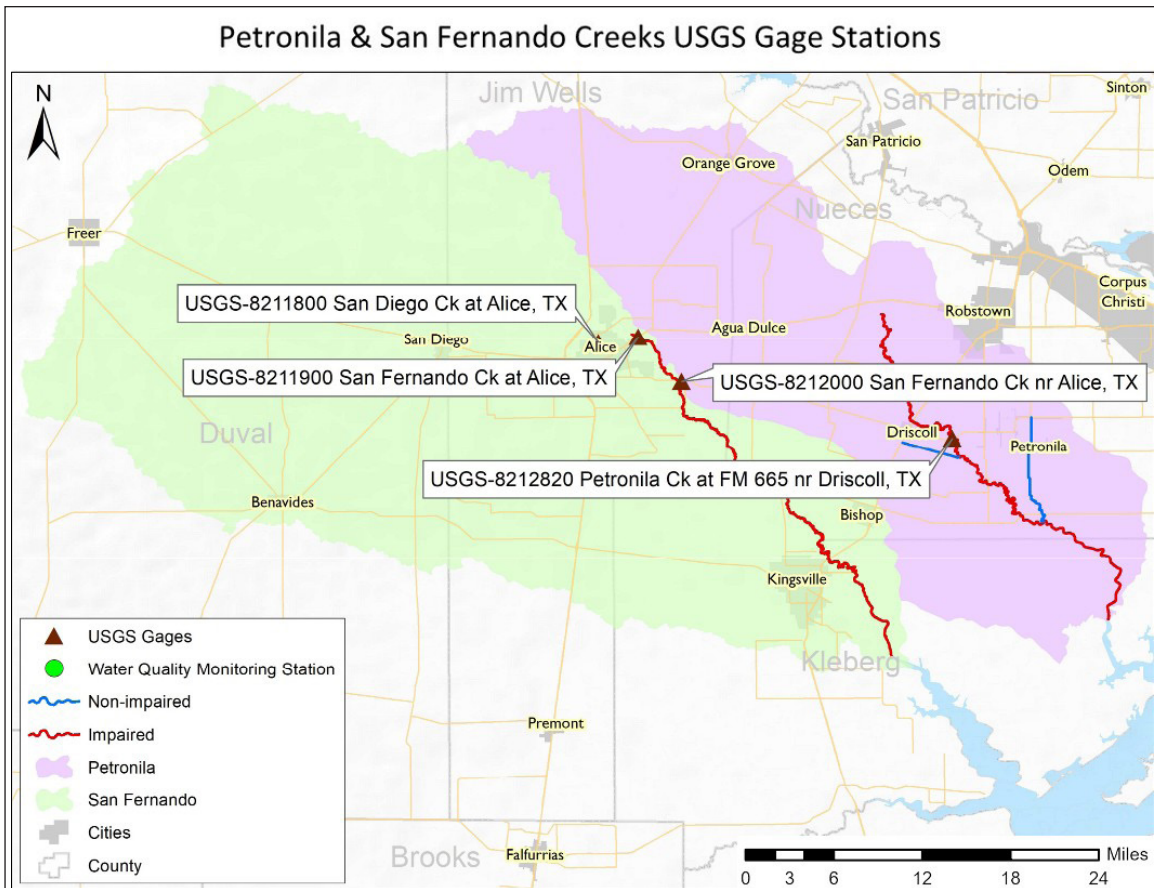 Petronila & San Fernando Creeks USGS Gage Stations
N
Jim Wells
San Patricio
Sinton
San Patricio
Orange Grove
Odem
Nueces
Freer
Corpus
Christi
USGS-8211800 San Diego Ck at Alice, TX
Robstown
Agua Dulce
San Diego
Alice
USGS-8211900 San Fernando Ck at Alice, TX
USGS-8212000 San Fernando Ck nr Alice, TX
Duval
Driscoll
Petronila
USGS-8212820 Petronila Ck at FM 665 nr Driscoll, TX
Benavides
Bishop
Kingsville
Kleberg
USGS Gages
Water Quality Monitoring Station
Non-impaired
Impaired
Petronila
San Fernando
Cities
County
Premont
Brooks
Falfurrias
Miles
0 3 6 12 18 24